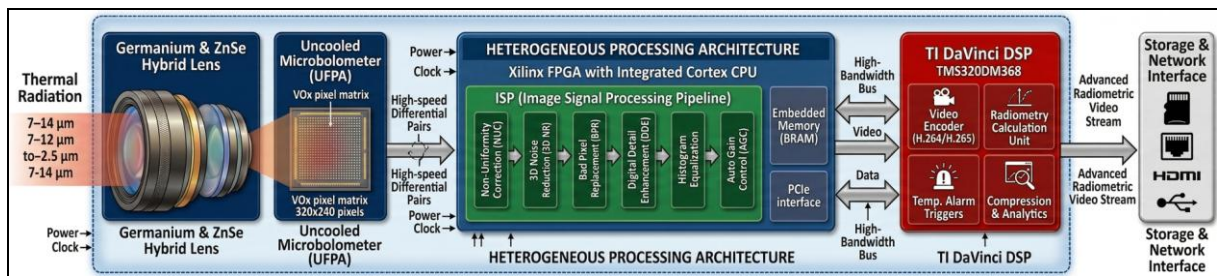 Thermal
Radiation
7–14 μm
7–12 μm
to–2.5 μm
7-14 μm
Power
Clock
Germanium & ZnSe
Hybrid Lens
Germanium & ZnSe
Hybrid Lens
Uncooled
Microbolometer
(UFPA)
VOx pixel matrix
VOx pixel matrix
320x240 pixels
Uncooled
Microbolometer
(UFPA)
Power
Clock
High-speed
Differential
Pairs
High-speed
Differential
Pairs
Power
Clock
HETEROGENEOUS PROCESSING ARCHITECTURE
Xilinx FPGA with Integrated Cortex CPU
ISP (Image Signal Processing Pipeline)
Non-Uniformity
Correction (NUC)
3D Noise
Reduction (3D NR)
Bad Pixel
Replacement (BPR)
Digital Detail
Enhancement (DDE)
Histogram
Equalization
Auto Gain
Control (AGC)
Embedded
Memory
(BRAM)
PCIe
interface
HETEROGENEOUS PROCESSING ARCHITECTURE
High-
Bandwidth
Bus
Video
Data
High-
Bandwidth
Bus
TI DaVinci DSP
TMS320DM368
Video
Encoder
(H.264/H.265)
Radiometry
Calculation
Unit
Temp. Alarm
Triggers
Compression
& Analytics
TI DaVinci DSP
Advanced
Radiometric
Video
Stream
Advanced
Radiometric
Video Stream
Storage &
Network
Interface
HDMI
Storage &
Network
Interface